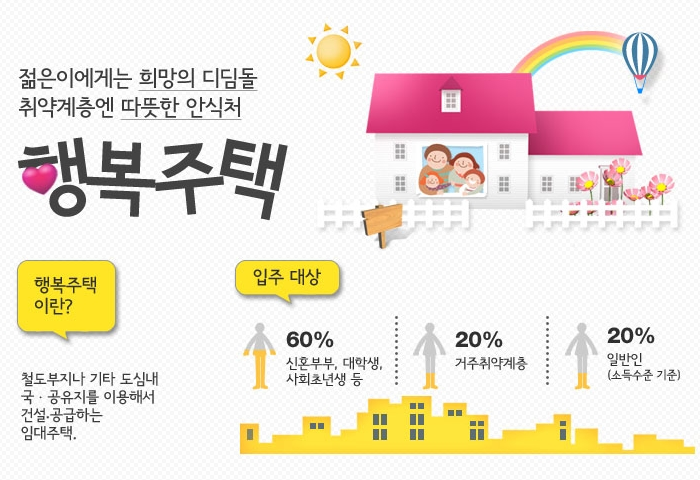 젊은이에게는 희망의 디딤돌
취약계층엔 따뜻한 안식처
행복주택
행복주택
이란?
철도부지나 기타 도심내
국·공유지를 이용해서
건설·공급하는
임대주택.
입주 대상
60%
신혼부부, 대학생,
사회초년생 등
20%
거주취약계층
20%
일반인
(소득수준 기준)